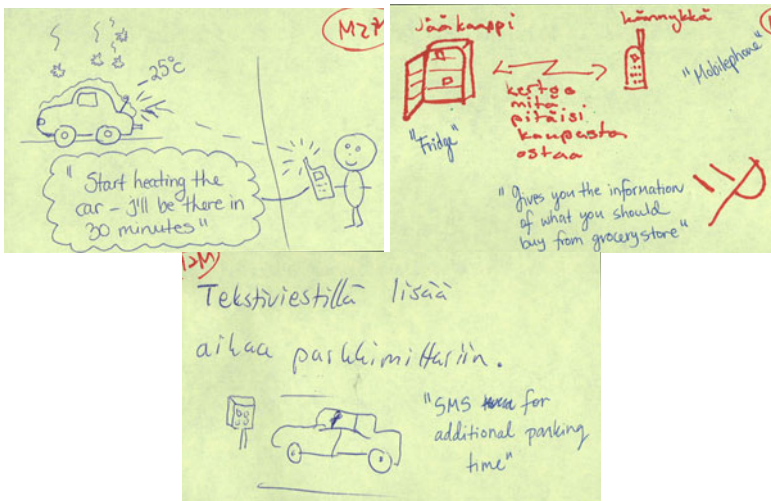 -25°C
"Start heating the
car – I'll be there in
30 minutes"
jääkaappi
kännykkä
"Mobilephone"
"Fridge"
kertoo
mitä
pitäisi
kaupasta
ostaa
"Gives you the information
of what you should
buy from grocerystore"
Tekstiviestillä lisää
aikaa parkkimittariin.
"SMS for
additional parking
time"